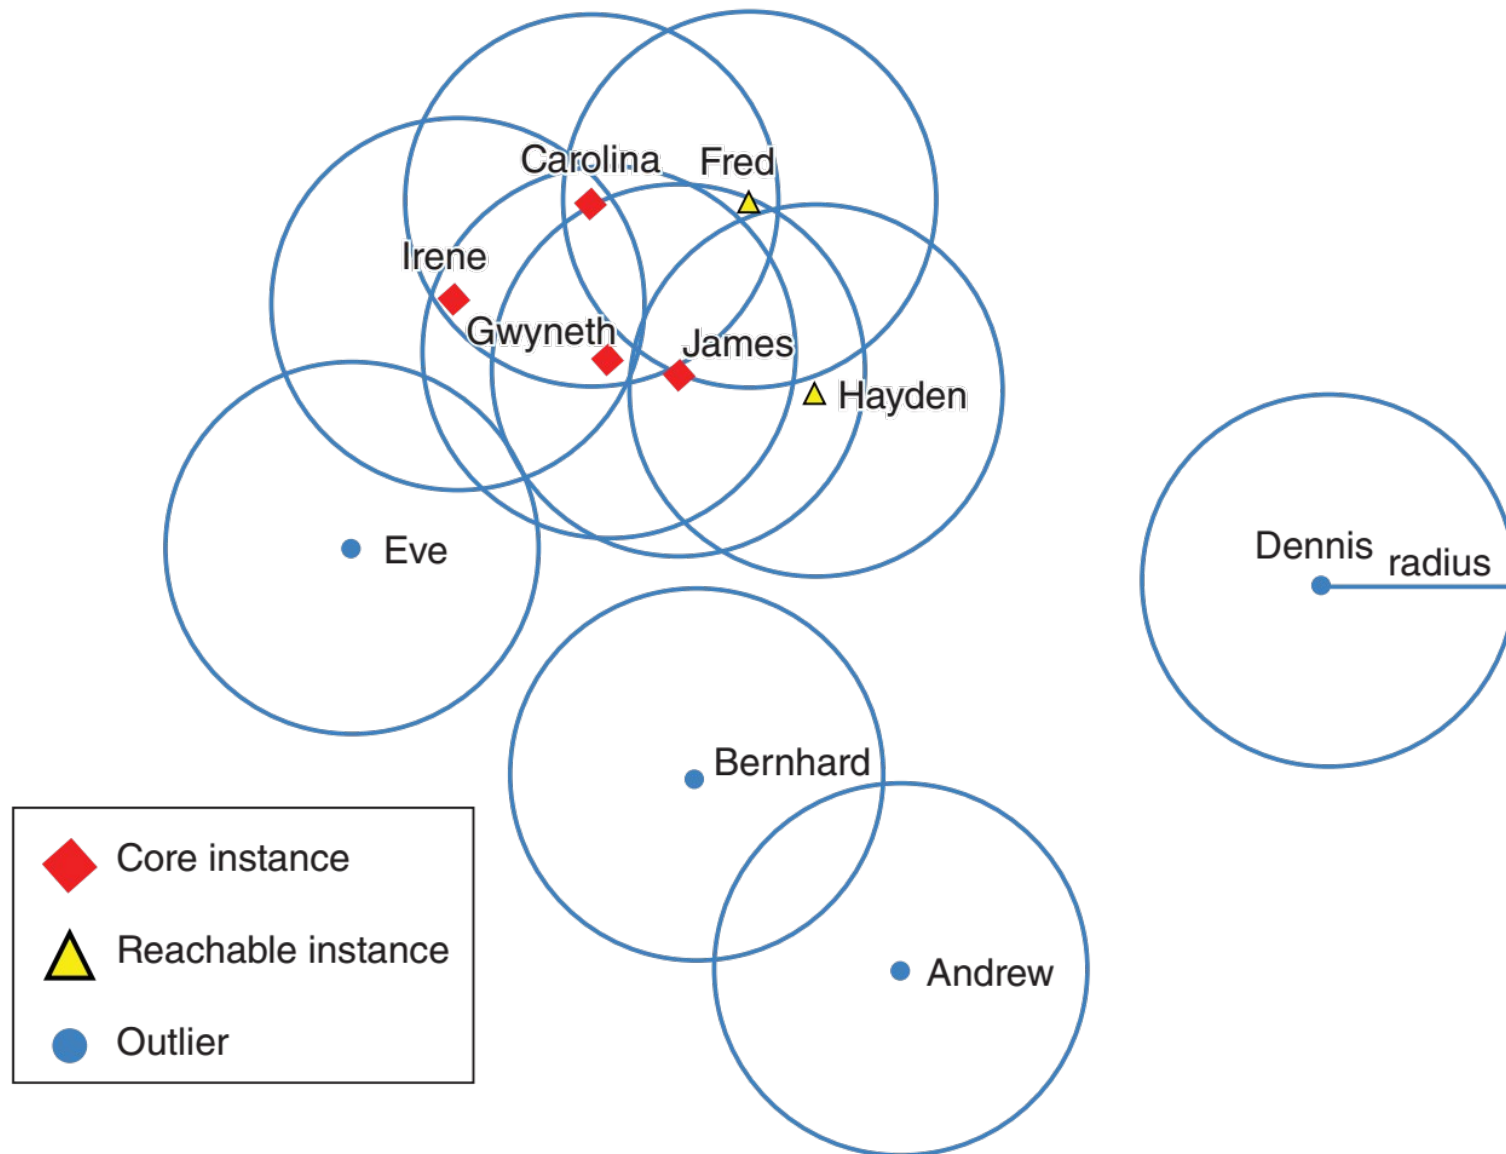 Carolina
Fred
Irene
Gwyneth
James
Hayden
Eve
Dennis
radius
Bernhard
Andrew
Core instance
Reachable instance
Outlier